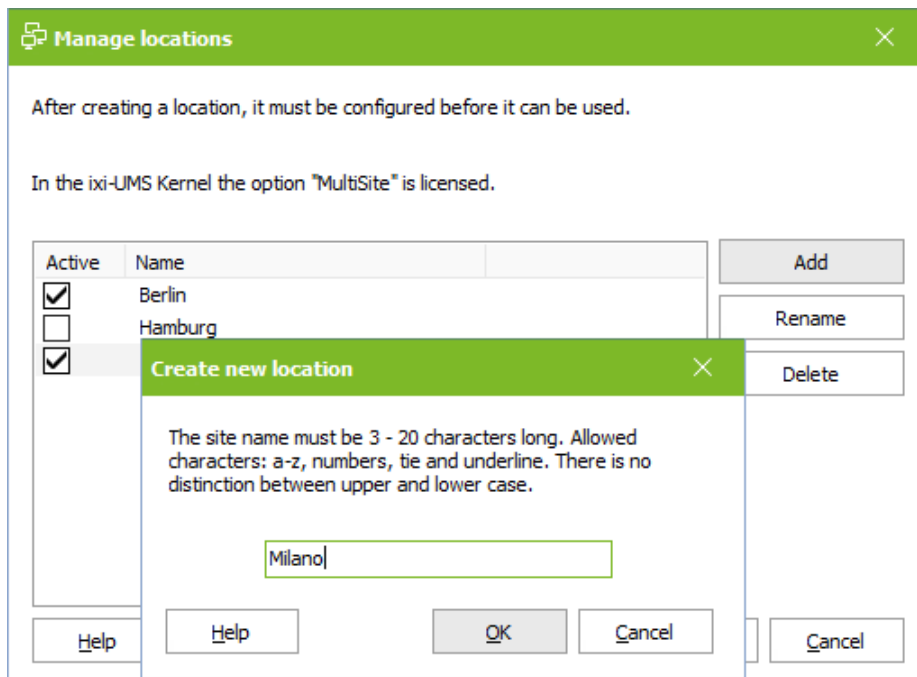 Manage locations
After creating a location, it must be configured before it can be used.
In the ixi-UMS Kernel the option "MultiSite" is licensed.
Active Name
Add
Berlin
Rename
Hamburg
Delete
Create new location
The site name must be 3 - 20 characters long. Allowed
characters: a-z, numbers, tie and underline. There is no
distinction between upper and lower case.
Milano
Help OK Cancel
Help Cancel